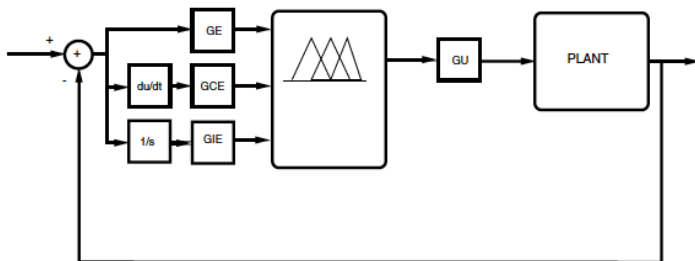 +
GE
+
GU
PLANT
-
du/dt
GCE
1/s
GIE